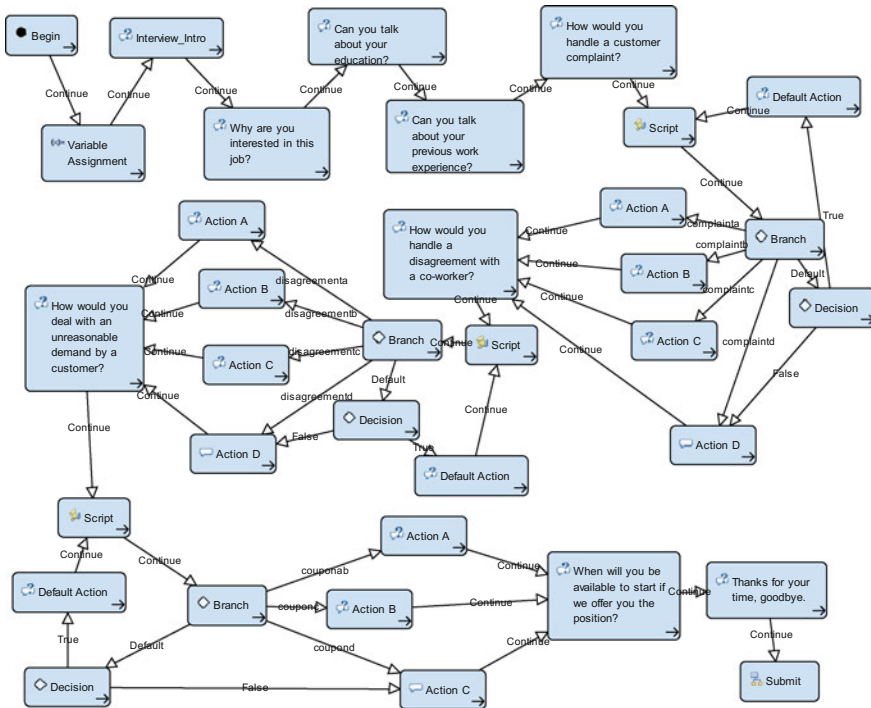 Begin
Continue
Variable
Assignment
Continue
Interview_Intro
Continue
Why are you
interested in this
job?
Continue
Can you talk
about your
education?
Continue
Can you talk
about your
previous work
experience?
Continue
How would you
handle a customer
complaint?
Continue
Script
Continue
Default Action
Continue
Branch
True
Default
Decision
False
complainta
complaintb
complaintc
complaintd
Action A
Action B
Action C
Action D
Continue
Continue
Continue
Continue
How would you
handle a
disagreement with
a co-worker?
Continue
Script
Continue
Branch
Default
Decision
False
True
Default Action
Continue
disagreementa
disagreementb
disagreementc
disagreementd
Action A
Action B
Action C
Action D
Continue
Continue
Continue
Continue
How would you
deal with an
unreasonable
demand by a
customer?
Continue
Script
Continue
Continue
Default Action
True
Decision
Default
False
Branch
couponab
coupond
Action A
Action B
Action C
Continue
Continue
Continue
When will you be
available to start if
we offer you the
position?
Continue
Thanks for your
time, goodbye.
Continue
Submit